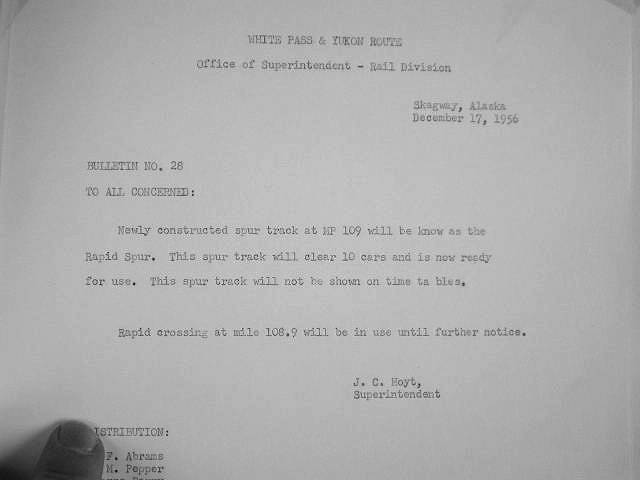 WHITE PASS & YUKON ROUTE
Office of Superintendent - Rail Division
Skagway, Alaska
December 17, 1956
BULLETIN NO. 28
TO ALL CONCERNED:
Newly constructed spur track at MP 109 will be know as the
Rapid Spur. This spur track will clear 10 cars and is now ready
for use. This spur track will not be shown on time ta bles.
Rapid crossing at mile 108.9 will be in use until further notice.
J. C. Hoyt,
Superintendent
ISTRIBUTION:
F. Abrams
M. Pepper